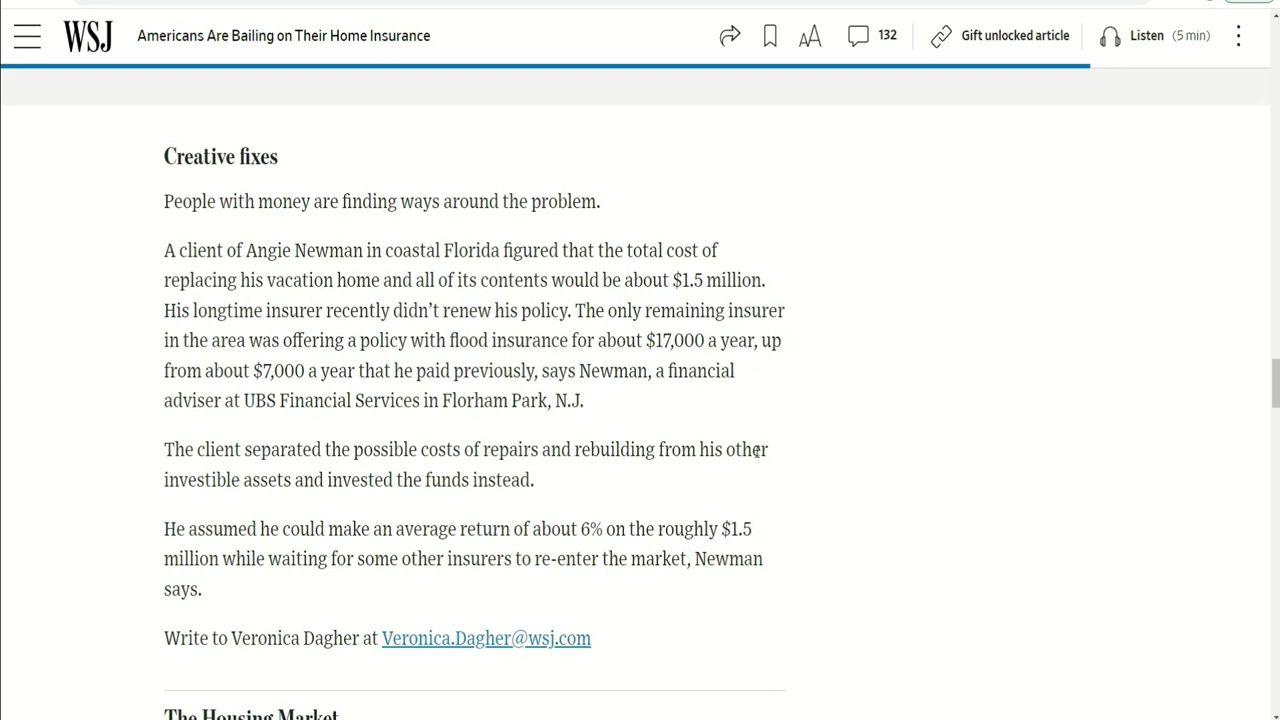 WSJ Americans Are Bailing on Their Home Insurance 132 Gift unlocked article Listen (5 min)
Creative fixes
People with money are finding ways around the problem.
A client of Angie Newman in coastal Florida figured that the total cost of
replacing his vacation home and all of its contents would be about $1.5 million.
His longtime insurer recently didn’t renew his policy. The only remaining insurer
in the area was offering a policy with flood insurance for about $17,000 a year, up
from about $7,000 a year that he paid previously, says Newman, a financial
adviser at UBS Financial Services in Florham Park, N.J.
The client separated the possible costs of repairs and rebuilding from his other
investible assets and invested the funds instead.
He assumed he could make an average return of about 6% on the roughly $1.5
million while waiting for some other insurers to re-enter the market, Newman
says.
Write to Veronica Dagher at Veronica.Dagher@wsj.com
The Housing Market